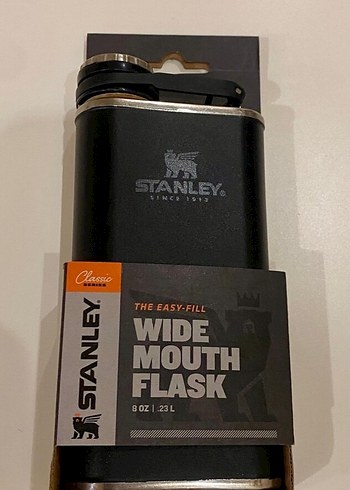 STANLEY®
SINCE 1913
Classic
SERIES
STANLEY®
THE EASY-FILL
WIDE
MOUTH
FLASK
8 OZ | .23 L